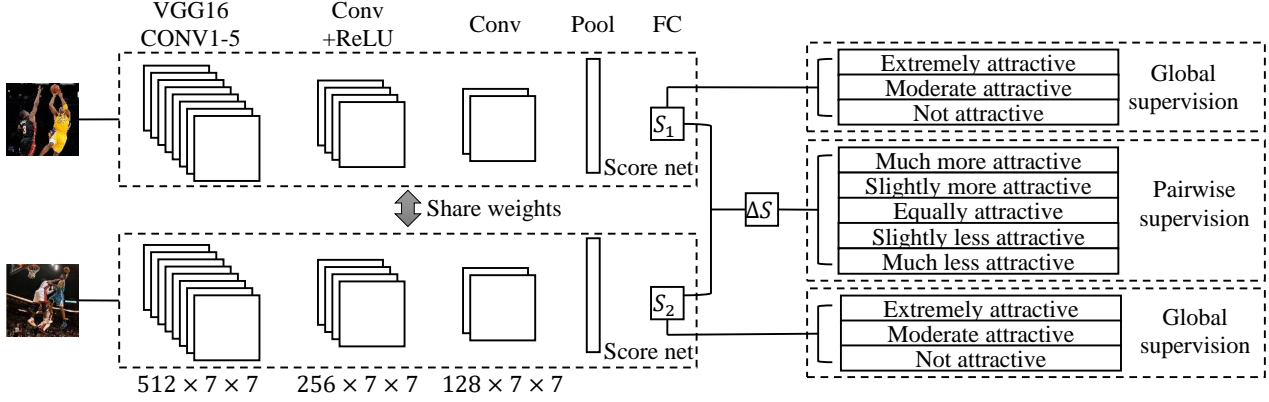 VGG16
CONV1-5
Conv
+ReLU
Conv
Pool
FC
S₁
Score net
Extremely attractive
Moderate attractive
Not attractive
Global
supervision
Share weights
ΔS
Much more attractive
Slightly more attractive
Equally attractive
Slightly less attractive
Much less attractive
Pairwise
supervision
S₂
Score net
Extremely attractive
Moderate attractive
Not attractive
Global
supervision
512 × 7 × 7
256 × 7 × 7
128 × 7 × 7